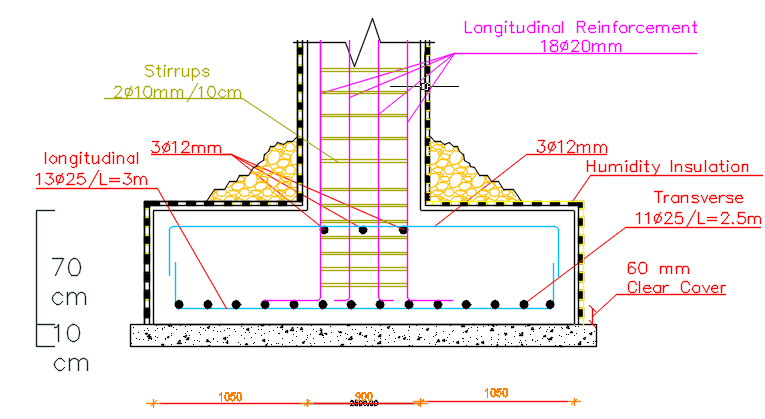 Longitudinal Reinforcement
18ø20mm
Stirrups
2ø10mm/10cm
3ø12mm
3ø12mm
longitudinal
13ø25/L=3m
Humidity Insulation
Transverse
11ø25/L=2.5m
70
cm
60 mm
Clear Cover
10
cm
1050
900
1050